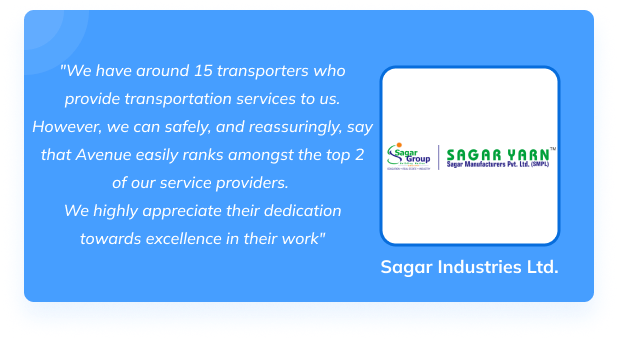 "We have around 15 transporters who
provide transportation services to us.
However, we can safely, and reassuringly, say
that Avenue easily ranks amongst the top 2
of our service providers.
We highly appreciate their dedication
towards excellence in their work"
Sagar
Group
SAGAR YARN™
Sagar Manufacturers Pvt. Ltd. (SMPL)
Sagar Industries Ltd.